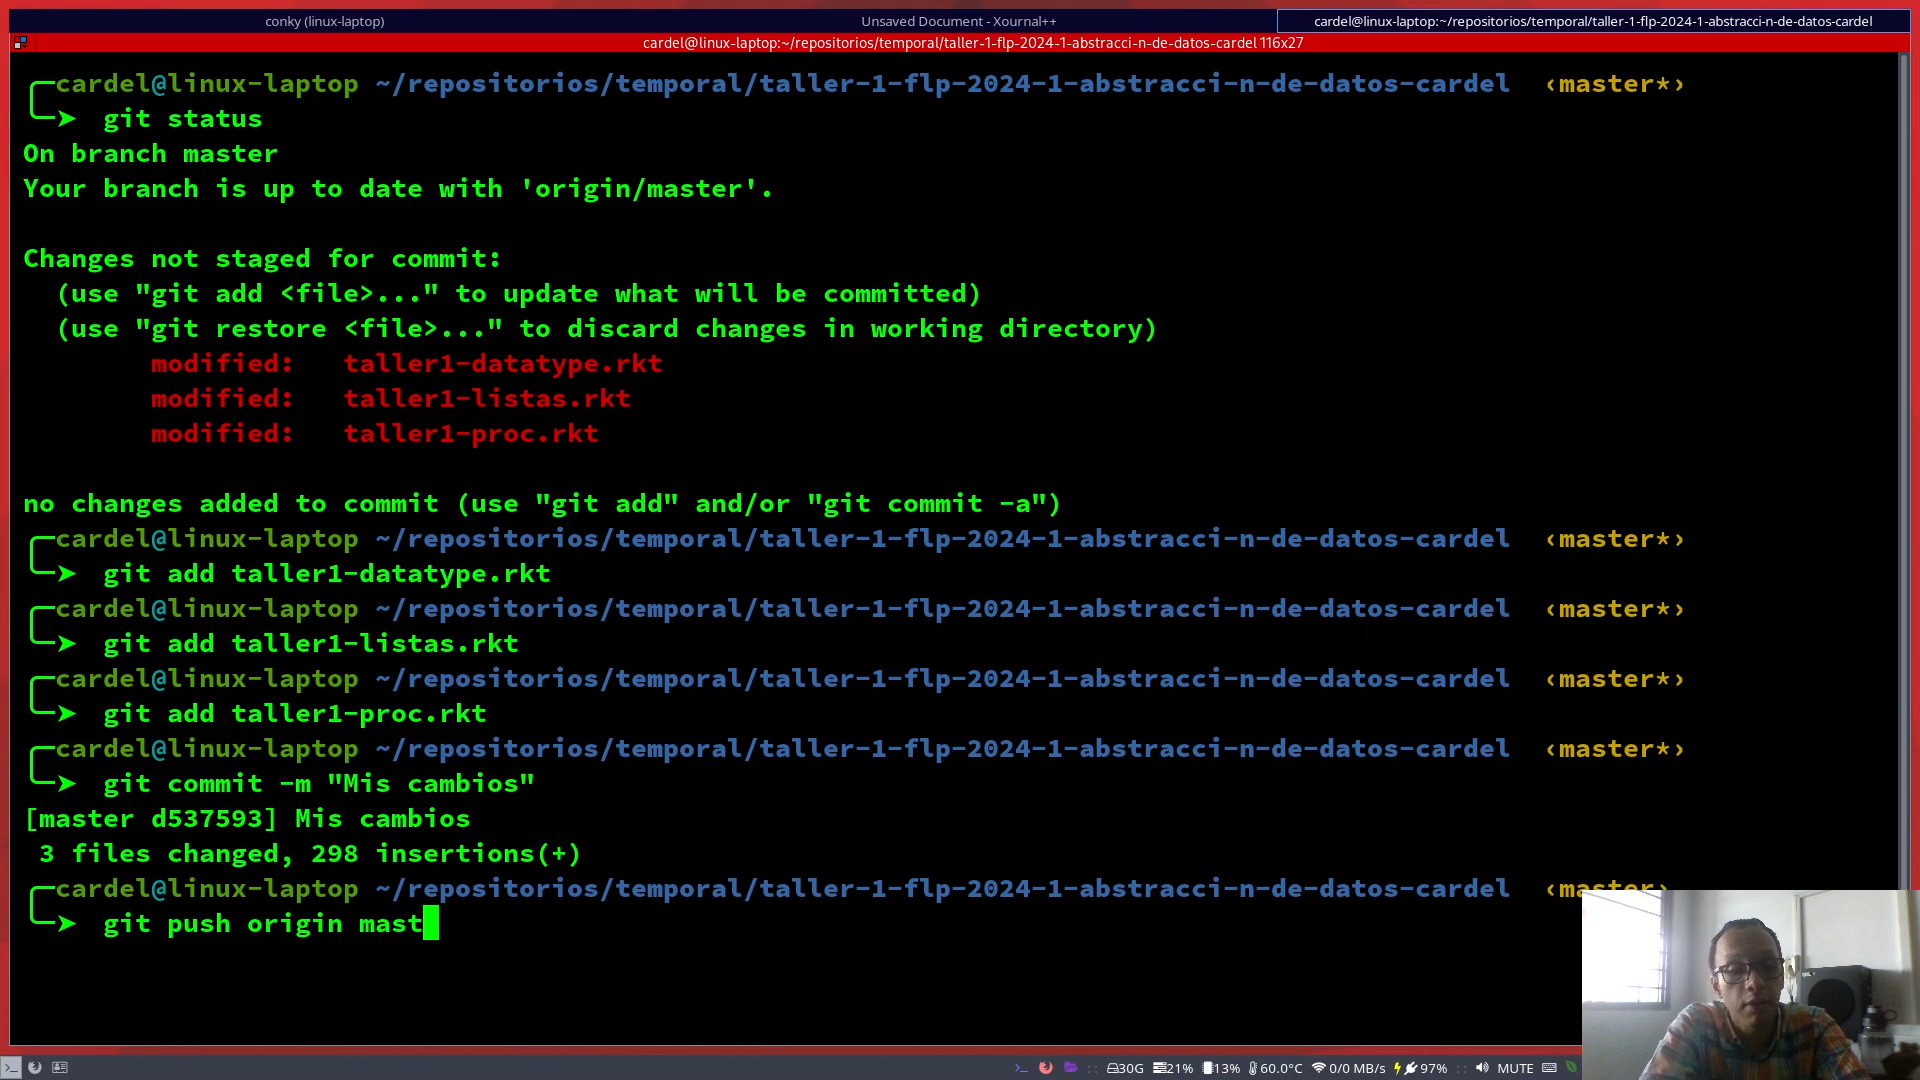 conky (linux-laptop)
Unsaved Document - Xournal++
cardel@linux-laptop:~/repositorios/temporal/taller-1-flp-2024-1-abstracci-n-de-datos-cardel
cardel@linux-laptop:~/repositorios/temporal/taller-1-flp-2024-1-abstracci-n-de-datos-cardel 116x27
cardel@linux-laptop ~/repositorios/temporal/taller-1-flp-2024-1-abstracci-n-de-datos-cardel ‹master*›
➤ git status
On branch master
Your branch is up to date with 'origin/master'.
Changes not staged for commit:
(use "git add <file>..." to update what will be committed)
(use "git restore <file>..." to discard changes in working directory)
modified: taller1-datatype.rkt
modified: taller1-listas.rkt
modified: taller1-proc.rkt
no changes added to commit (use "git add" and/or "git commit -a")
cardel@linux-laptop ~/repositorios/temporal/taller-1-flp-2024-1-abstracci-n-de-datos-cardel ‹master*›
➤ git add taller1-datatype.rkt
cardel@linux-laptop ~/repositorios/temporal/taller-1-flp-2024-1-abstracci-n-de-datos-cardel ‹master*›
➤ git add taller1-listas.rkt
cardel@linux-laptop ~/repositorios/temporal/taller-1-flp-2024-1-abstracci-n-de-datos-cardel ‹master*›
➤ git add taller1-proc.rkt
cardel@linux-laptop ~/repositorios/temporal/taller-1-flp-2024-1-abstracci-n-de-datos-cardel ‹master*›
➤ git commit -m "Mis cambios"
[master d537593] Mis cambios
3 files changed, 298 insertions(+)
cardel@linux-laptop ~/repositorios/temporal/taller-1-flp-2024-1-abstracci-n-de-datos-cardel ‹master›
➤ git push origin mast
30G 21% 13% 60.0°C 0/0 MB/s 97% MUTE